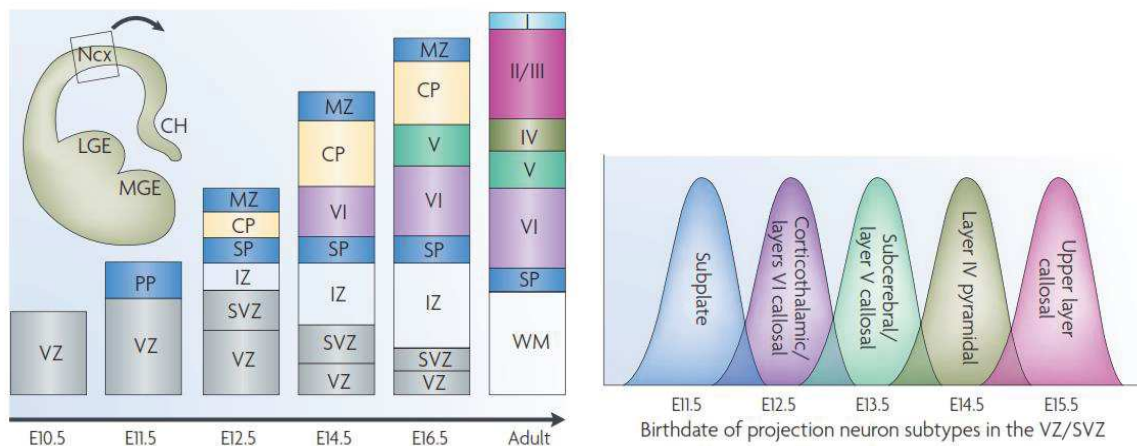 Ncx
LGE
MGE
CH
VZ
E10.5
PP
VZ
E11.5
MZ
CP
SP
IZ
SVZ
VZ
E12.5
MZ
CP
VI
SP
IZ
SVZ
VZ
E14.5
MZ
CP
V
VI
SP
IZ
SVZ
VZ
E16.5
I
II/III
IV
V
VI
SP
WM
Adult
Subplate
Corticothalamic/
layers VI callosal
Subcerebral/
layer V callosal
Layer IV pyramidal
Upper layer
callosal
E11.5 E12.5 E13.5 E14.5 E15.5
Birthdate of projection neuron subtypes in the VZ/SVZ